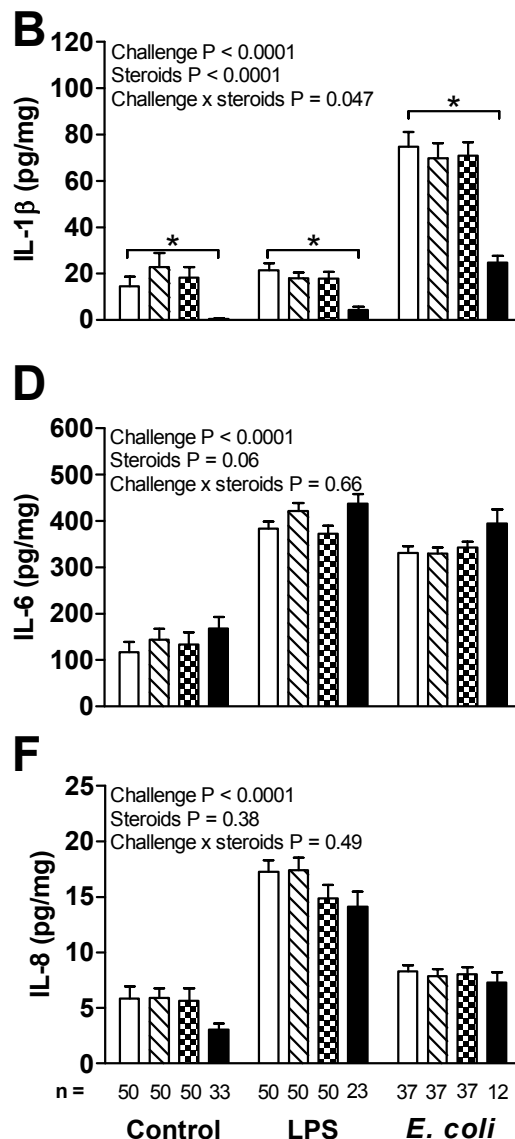 B
Challenge P < 0.0001
Steroids P < 0.0001
Challenge x steroids P = 0.047
IL-1β (pg/mg)
120
100
80
60
40
20
0
*
*
*
D
Challenge P < 0.0001
Steroids P = 0.06
Challenge x steroids P = 0.66
IL-6 (pg/mg)
600
500
400
300
200
100
0
F
Challenge P < 0.0001
Steroids P = 0.38
Challenge x steroids P = 0.49
IL-8 (pg/mg)
25
20
15
10
5
0
n = 50 50 50 33 50 50 50 23 37 37 37 12
Control LPS E. coli